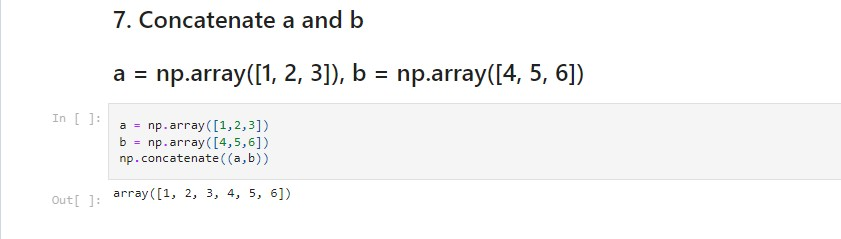 7. Concatenate a and b
a = np.array([1, 2, 3]), b = np.array([4, 5, 6])
In [ ]:
a = np.array([1,2,3])
b = np.array([4,5,6])
np.concatenate((a,b))
Out[ ]:
array([1, 2, 3, 4, 5, 6])